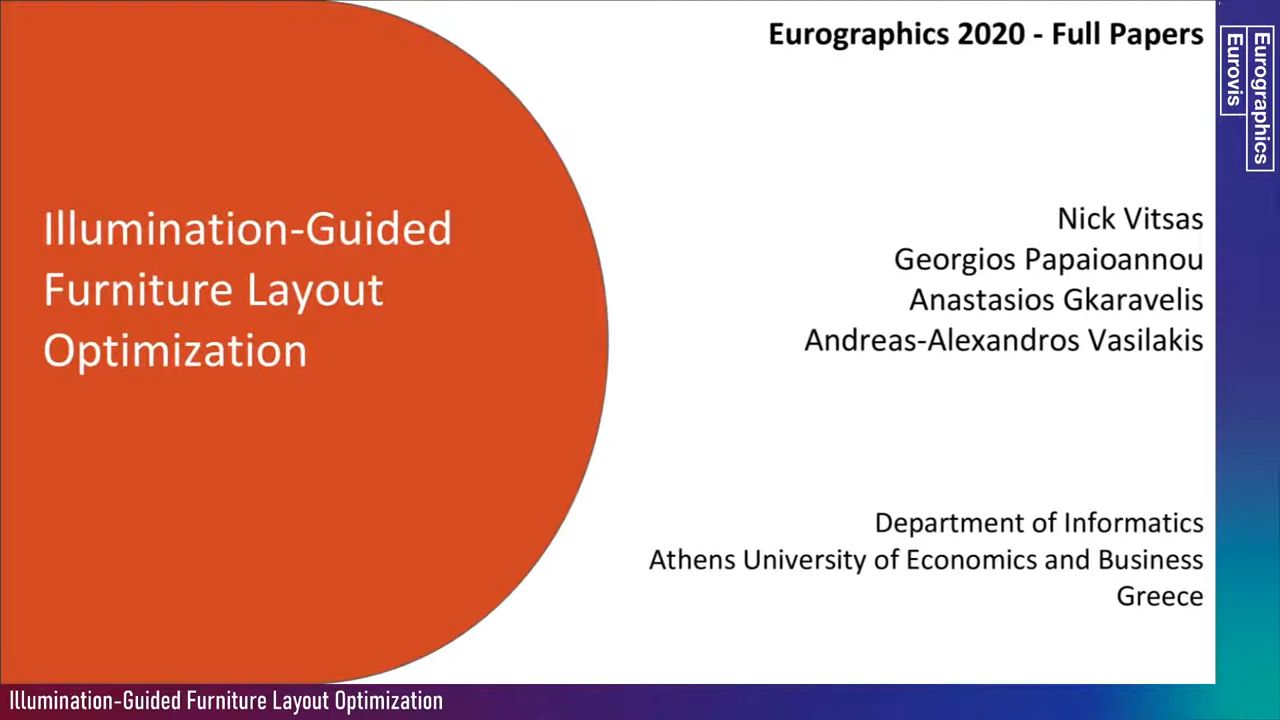 Eurographics 2020 - Full Papers
Eurographics
Eurovis
Illumination-Guided
Furniture Layout
Optimization
Nick Vitsas
Georgios Papaioannou
Anastasios Gkaravelis
Andreas-Alexandros Vasilakis
Department of Informatics
Athens University of Economics and Business
Greece
Illumination-Guided Furniture Layout Optimization